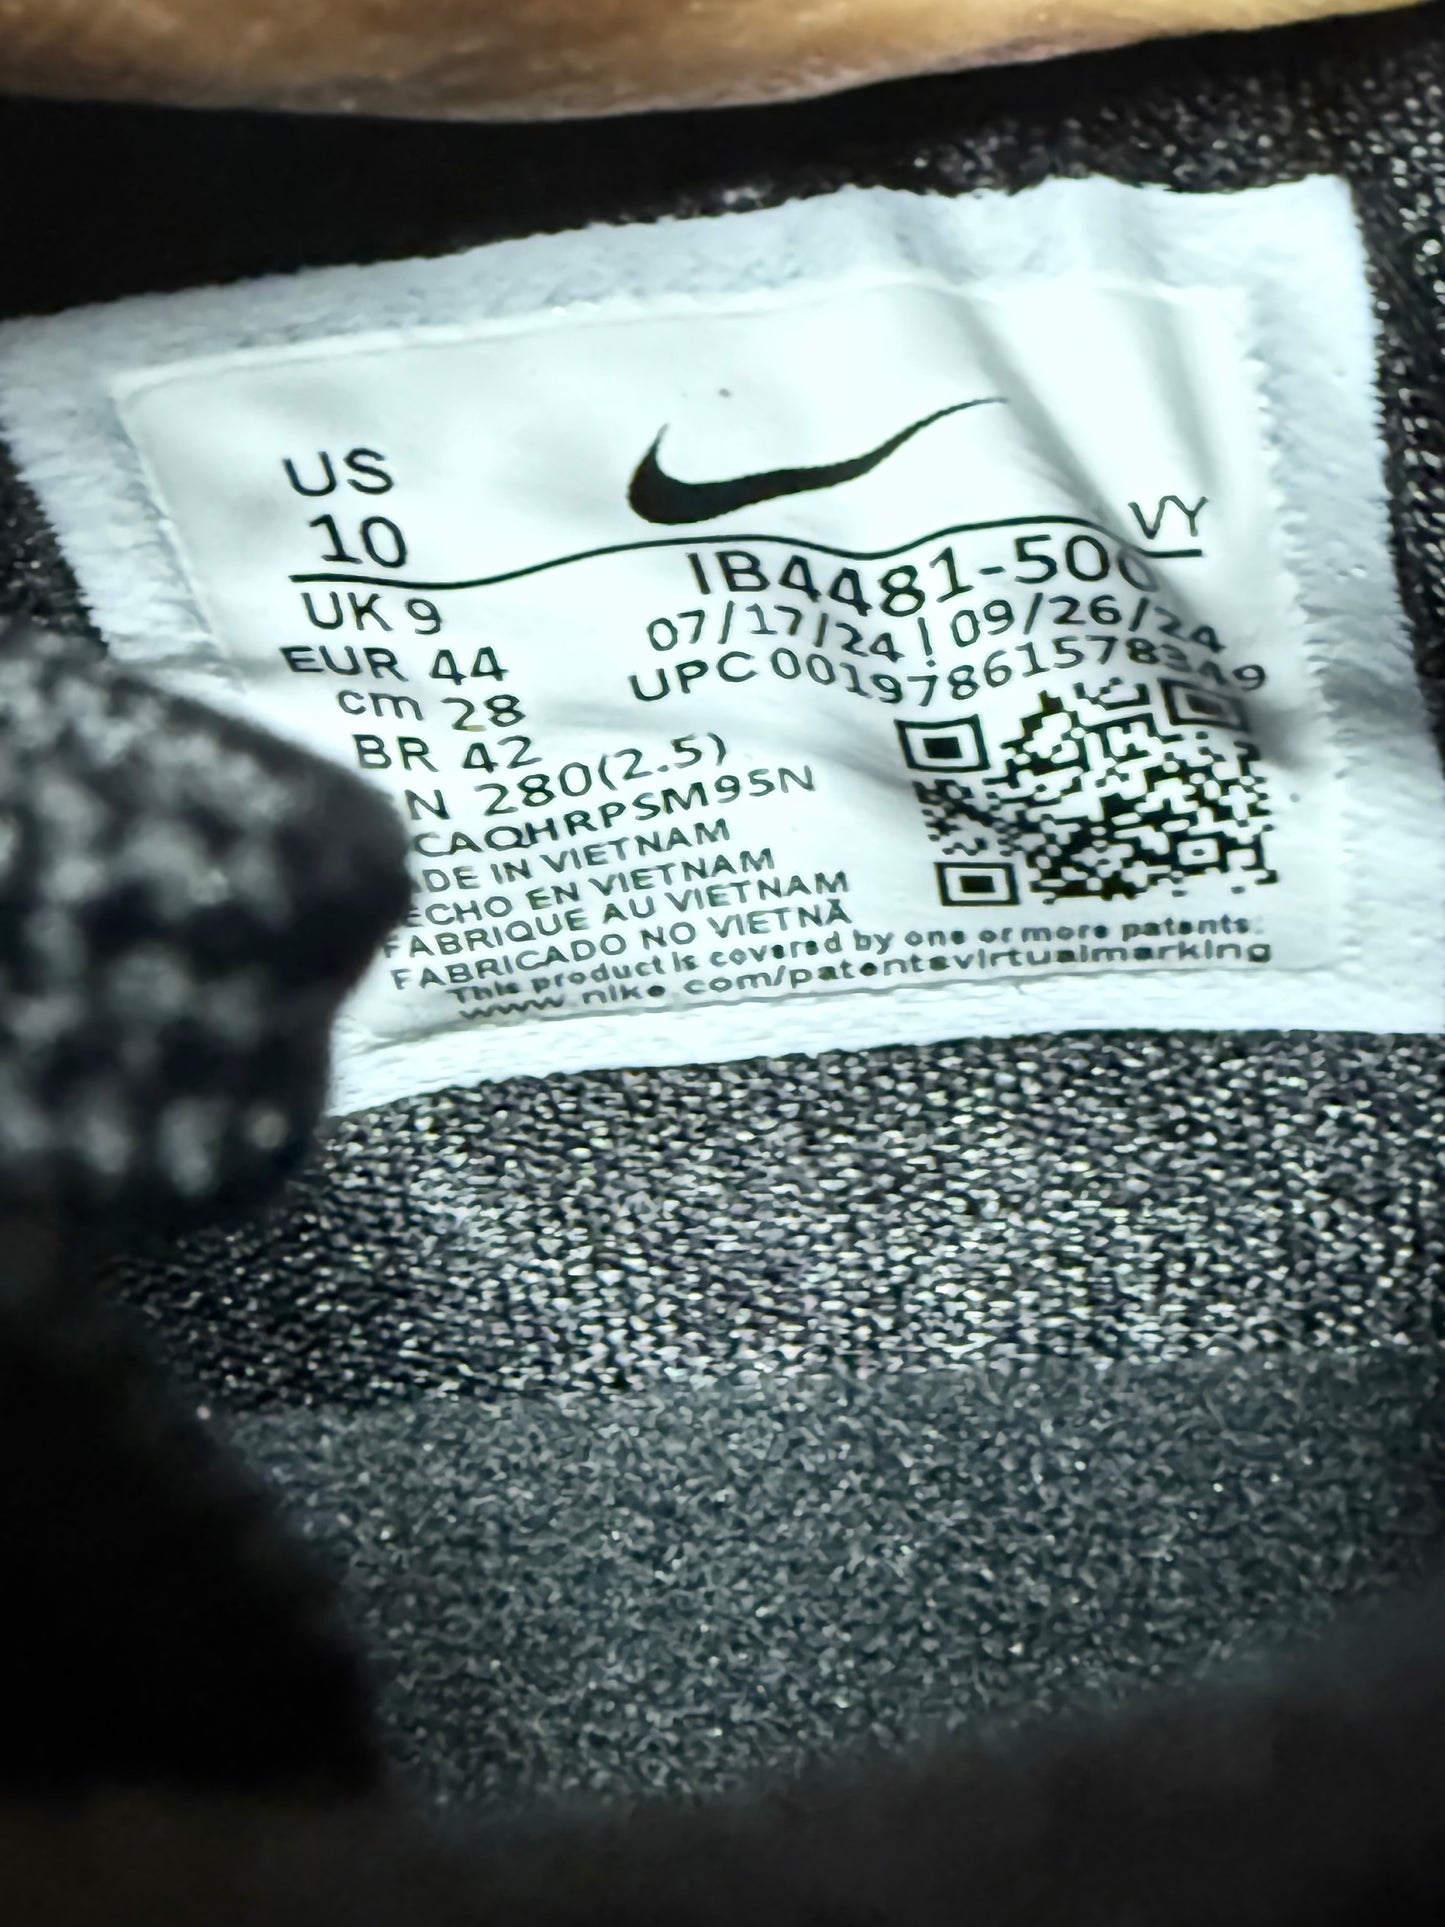 US
10
VY
UK 9
IB4481-500
EUR 44
07/17/24 | 09/26/24
cm 28
UPC 00197861578349
BR 42
N 280(2.5)
CAQHRPSM95N
DE IN VIETNAM
ECHO EN VIETNAM
FABRIQUE AU VIETNAM
FABRICADO NO VIETNÃ
This product is covered by one or more patents.
www.nike.com/patentsvirtualmarking